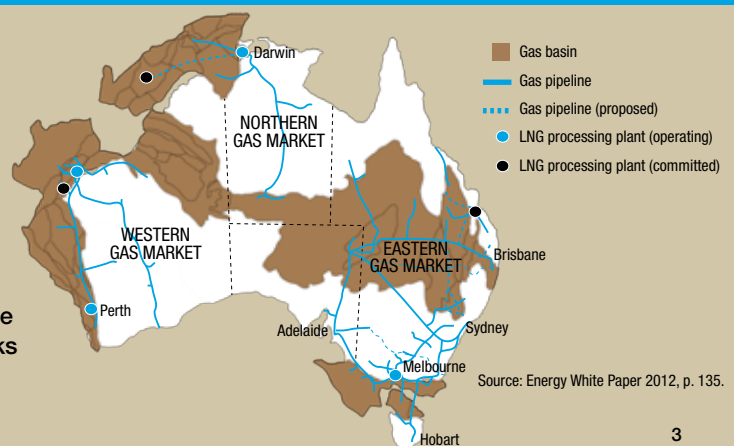 Darwin
Gas basin
Gas pipeline
Gas pipeline (proposed)
LNG processing plant (operating)
LNG processing plant (committed)
NORTHERN
GAS MARKET
WESTERN
GAS MARKET
EASTERN
GAS MARKET
Brisbane
Perth
Adelaide
Sydney
Melbourne
Hobart
Source: Energy White Paper 2012, p. 135.
3